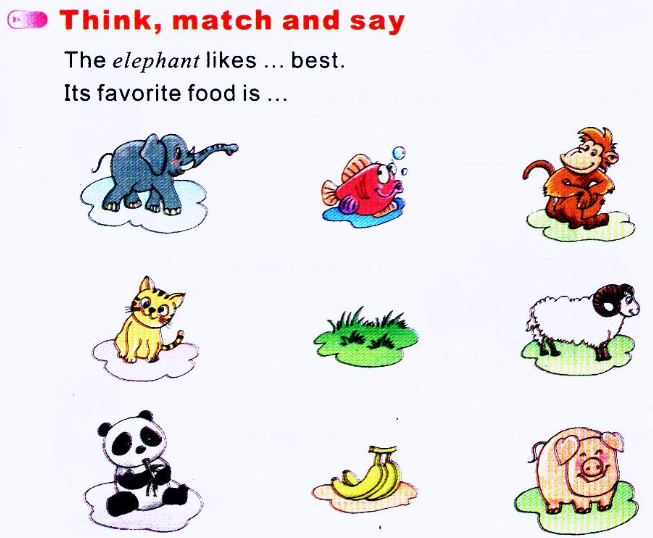 Think, match and say
The elephant likes ... best.
Its favorite food is ...